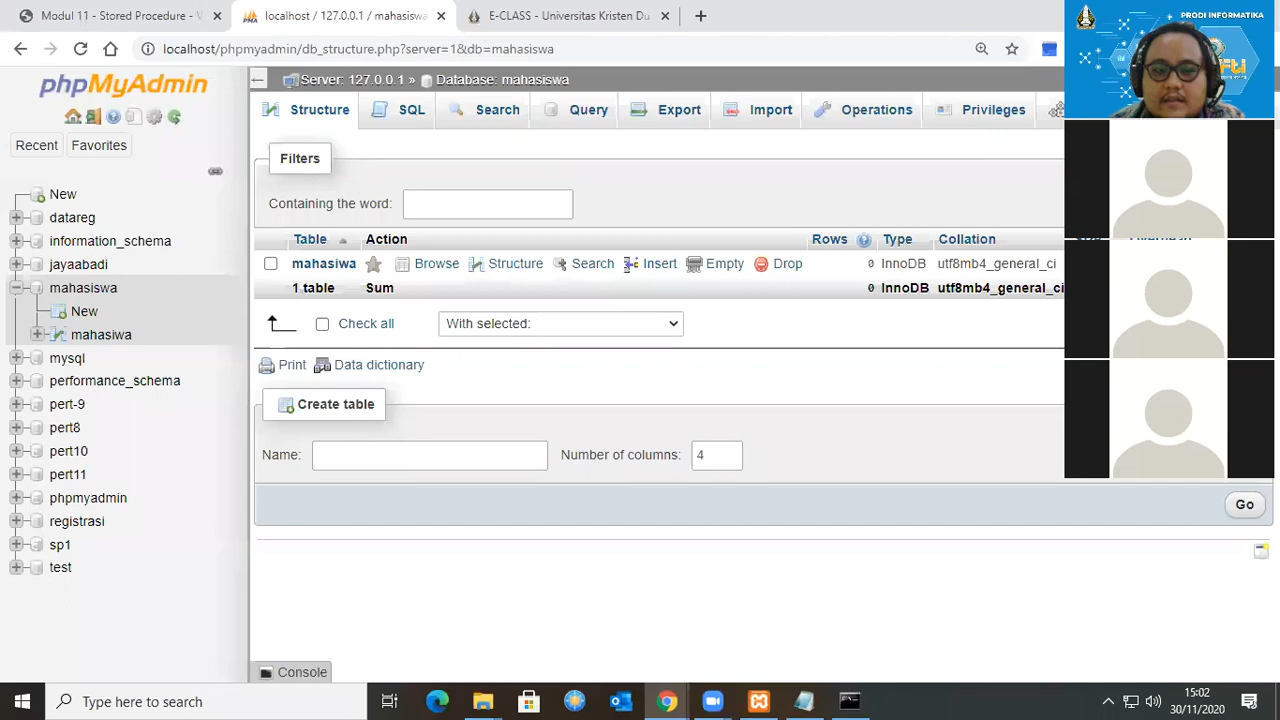 Modul 11 - Stored Procedure - V
localhost / 127.0.0.1 / mahasiswa
E-CLASS - Universitas Kristen Du
localhost/phpmyadmin/db_structure.php?server=1&db=mahasiswa
PRODI INFORMATIKA
phpMyAdmin
Server: 127.0.0.1 » Database: mahasiswa
Structure SQL Search Query Export Import Operations Privileges
Recent Favorites
Filters
Containing the word:
New
datareg
information_schema
jayaabadi
mahasiswa
New
mahasiwa
mysql
performance_schema
pert-9
pert8
pert10
pert11
phpmyadmin
registrasi
sp1
test
Table Action Rows Type Collation
mahasiwa Browse Structure Search Insert Empty Drop 0 InnoDB utf8mb4_general_ci
1 table Sum 0 InnoDB utf8mb4_general_ci
Check all With selected:
Print Data dictionary
Create table
Name: Number of columns: 4
Go
Console
Type here to search
15:02
30/11/2020